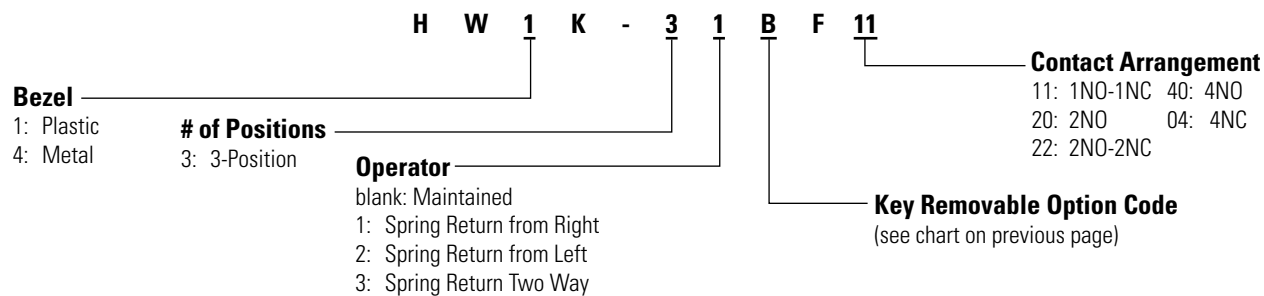 H W 1 K - 3 1 B F 11
Bezel
1: Plastic
4: Metal
# of Positions
3: 3-Position
Operator
blank: Maintained
1: Spring Return from Right
2: Spring Return from Left
3: Spring Return Two Way
Contact Arrangement
11: 1NO-1NC 40: 4NO
20: 2NO 04: 4NC
22: 2NO-2NC
Key Removable Option Code
(see chart on previous page)